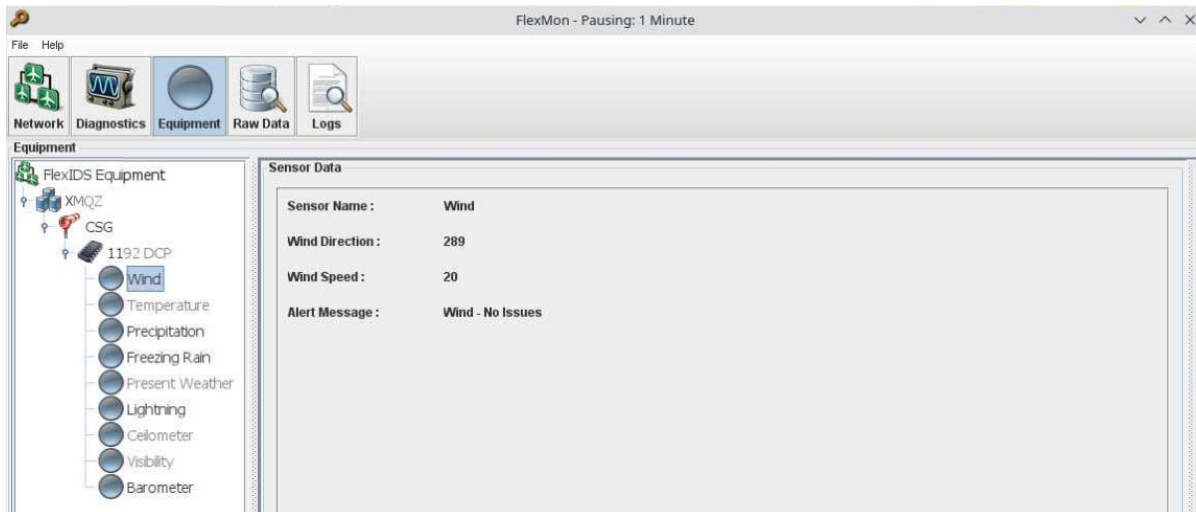 FlexMon - Pausing: 1 Minute
File Help
Network Diagnostics Equipment Raw Data Logs
Equipment
FlexIDS Equipment
XMQZ
CSG
1192 DCP
Wind
Temperature
Precipitation
Freezing Rain
Present Weather
Lightning
Ceilometer
Visibility
Barometer
Sensor Data
Sensor Name : Wind
Wind Direction : 289
Wind Speed : 20
Alert Message : Wind - No Issues